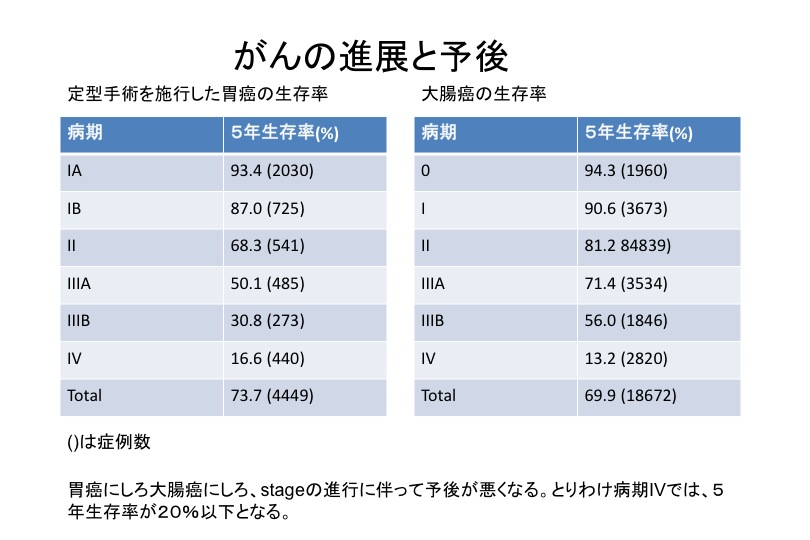 がんの進展と予後
定型手術を施行した胃癌の生存率
病期 5年生存率(%)
IA 93.4 (2030)
IB 87.0 (725)
II 68.3 (541)
IIIA 50.1 (485)
IIIB 30.8 (273)
IV 16.6 (440)
Total 73.7 (4449)
大腸癌の生存率
病期 5年生存率(%)
0 94.3 (1960)
I 90.6 (3673)
II 81.2 84839)
IIIA 71.4 (3534)
IIIB 56.0 (1846)
IV 13.2 (2820)
Total 69.9 (18672)
()は症例数
胃癌にしろ大腸癌にしろ、stageの進行に伴って予後が悪くなる。とりわけ病期IVでは、5
年生存率が20%以下となる。